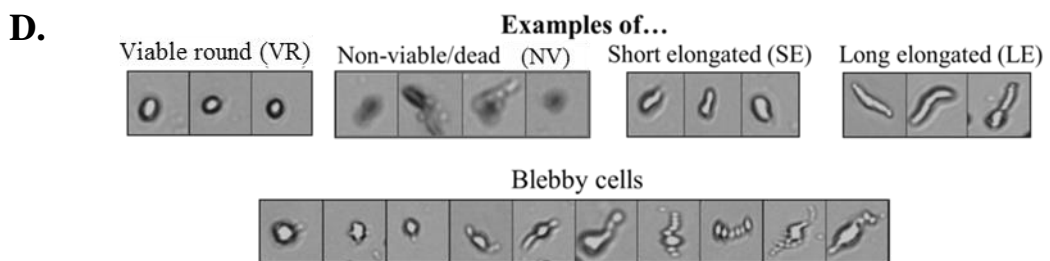 D.
Examples of...
Viable round (VR)
Non-viable/dead (NV)
Short elongated (SE)
Long elongated (LE)
Blebby cells